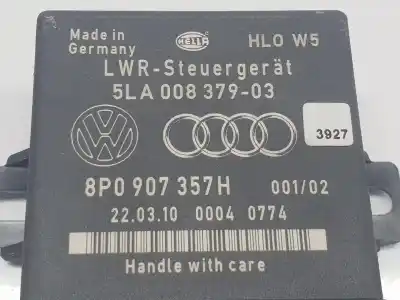 Made in
Germany
HELLA
HLO W5
LWR-Steuergerät
5LA 008 379-03
3927
8P0 907 357H 001/02
22.03.10 0004 0774
Handle with care